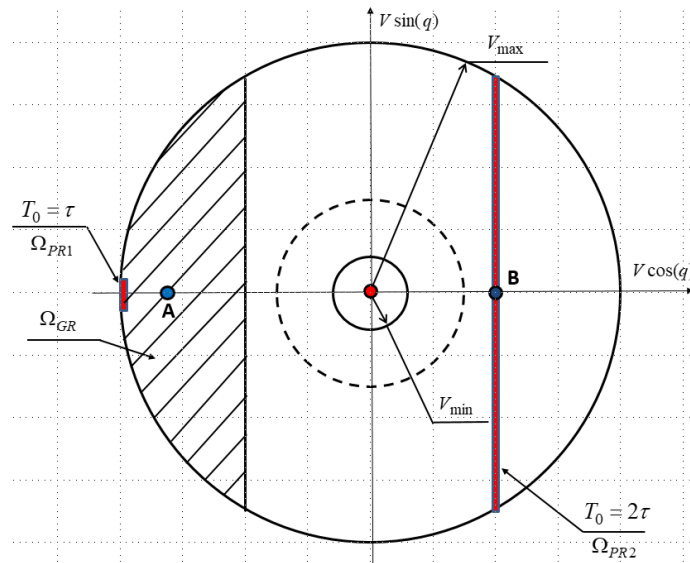 V sin(q)
V_max
T_0 = τ
Ω_PR1
V cos(q)
B
A
Ω_GR
V_min
T_0 = 2τ
Ω_PR2